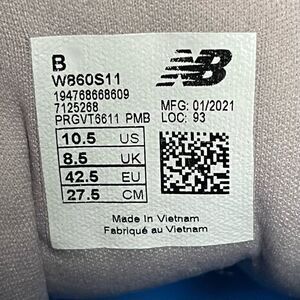 B
W860S11
194768668609
7125268
PRGVT6611 PMB
NB
MFG: 01/2021
LOC: 93
10.5 US
8.5 UK
42.5 EU
27.5 CM
Made In Vietnam
Fabriqué au Vietnam